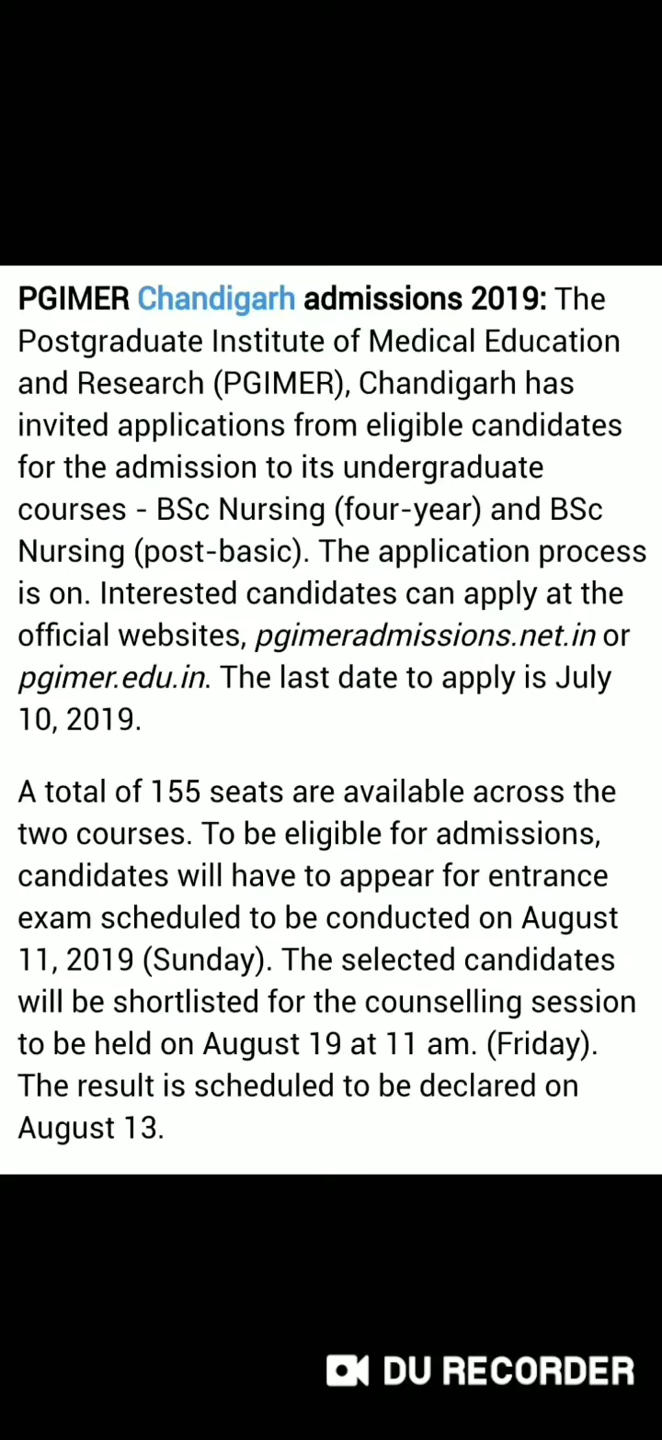 PGIMER Chandigarh admissions 2019: The
Postgraduate Institute of Medical Education
and Research (PGIMER), Chandigarh has
invited applications from eligible candidates
for the admission to its undergraduate
courses - BSc Nursing (four-year) and BSc
Nursing (post-basic). The application process
is on. Interested candidates can apply at the
official websites, pgimeradmissions.net.in or
pgimer.edu.in. The last date to apply is July
10, 2019.
A total of 155 seats are available across the
two courses. To be eligible for admissions,
candidates will have to appear for entrance
exam scheduled to be conducted on August
11, 2019 (Sunday). The selected candidates
will be shortlisted for the counselling session
to be held on August 19 at 11 am. (Friday).
The result is scheduled to be declared on
August 13.
DU RECORDER